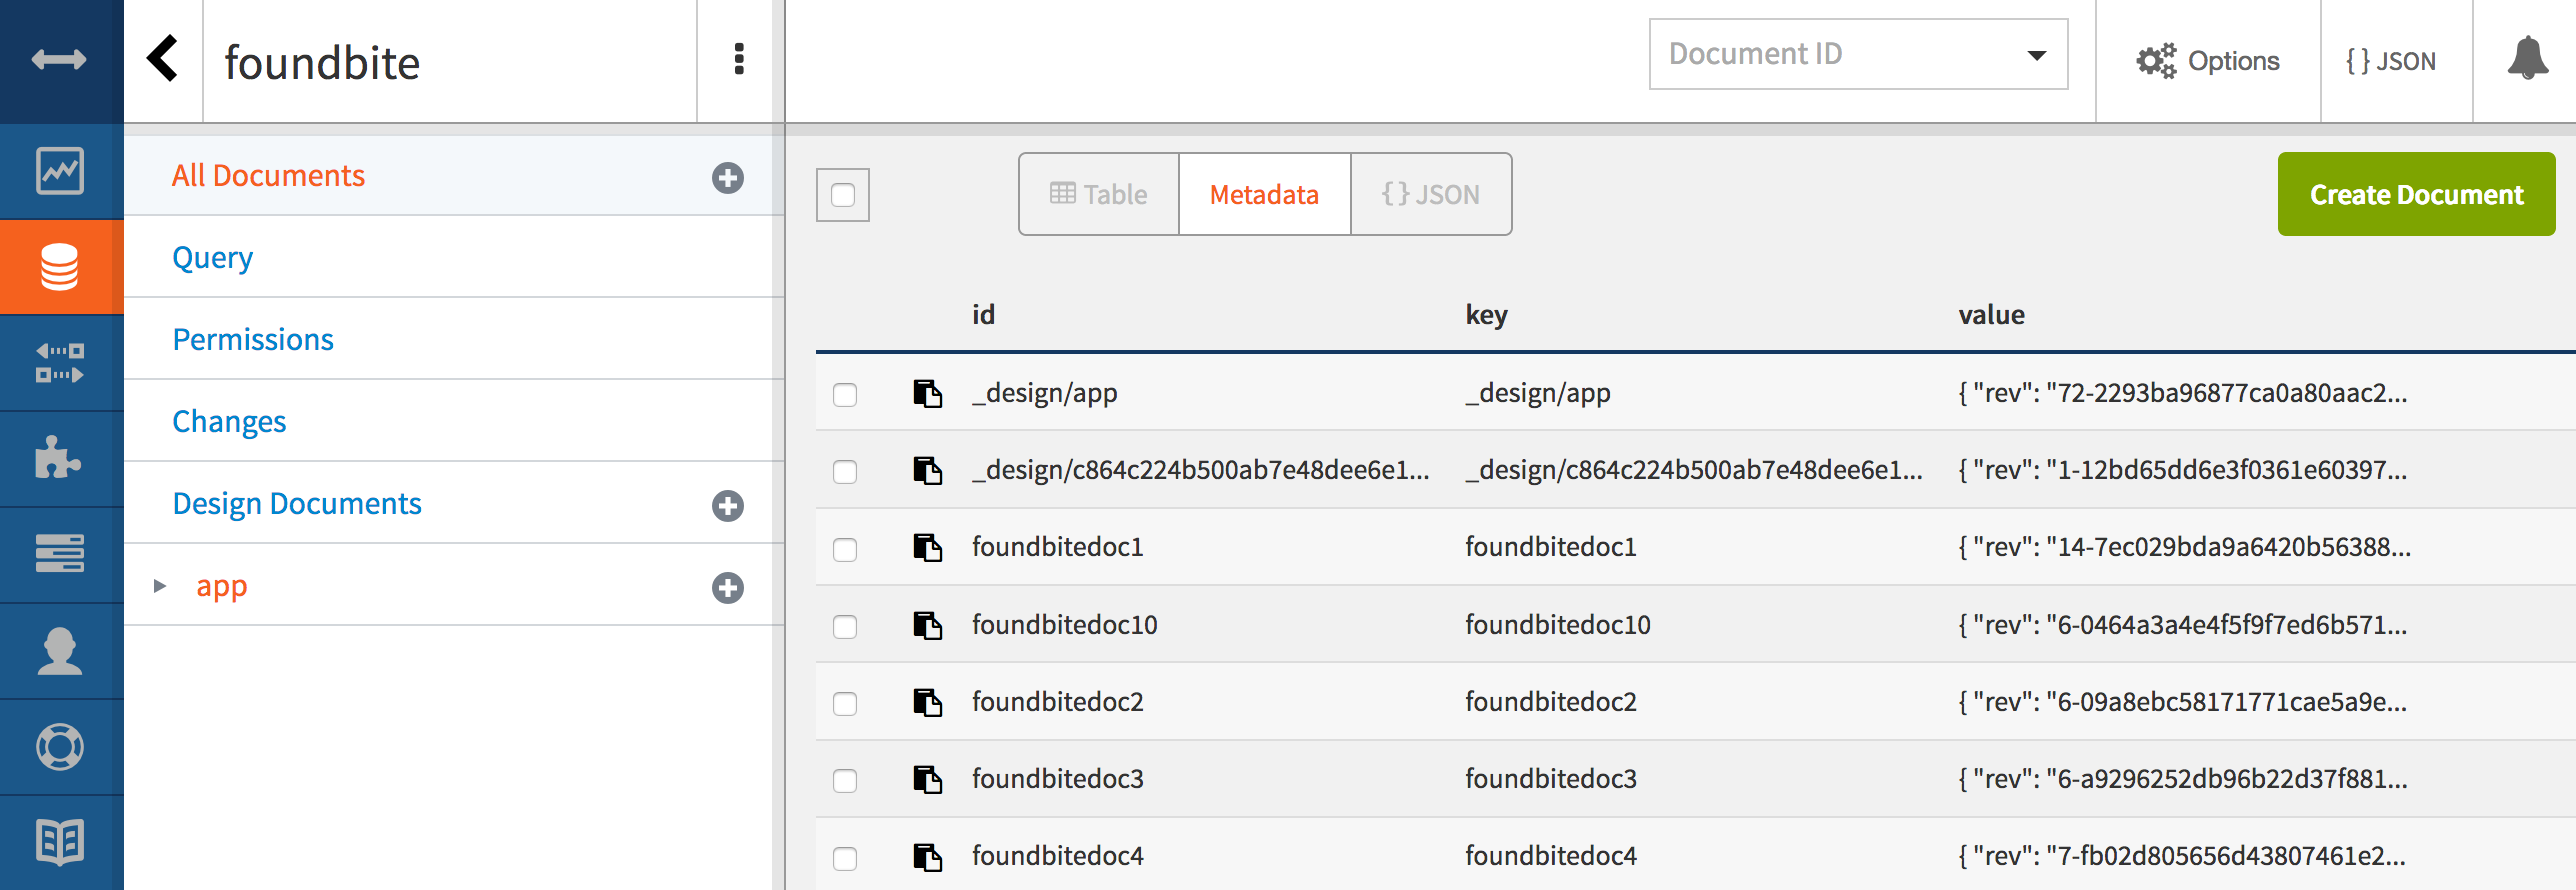 foundbite
Document ID
Options
{ } JSON
All Documents
Query
Permissions
Changes
Design Documents
app
Table
Metadata
{ } JSON
Create Document
id key value
_design/app _design/app { "rev": "72-2293ba96877ca0a80aac2...
_design/c864c224b500ab7e48dee6e1... _design/c864c224b500ab7e48dee6e1... { "rev": "1-12bd65dd6e3f0361e60397...
foundbitedoc1 foundbitedoc1 { "rev": "14-7ec029bda9a6420b56388...
foundbitedoc10 foundbitedoc10 { "rev": "6-0464a3a4e4f5f9f7ed6b571...
foundbitedoc2 foundbitedoc2 { "rev": "6-09a8ebc58171771cae5a9e...
foundbitedoc3 foundbitedoc3 { "rev": "6-a9296252db96b22d37f881...
foundbitedoc4 foundbitedoc4 { "rev": "7-fb02d805656d43807461e2...